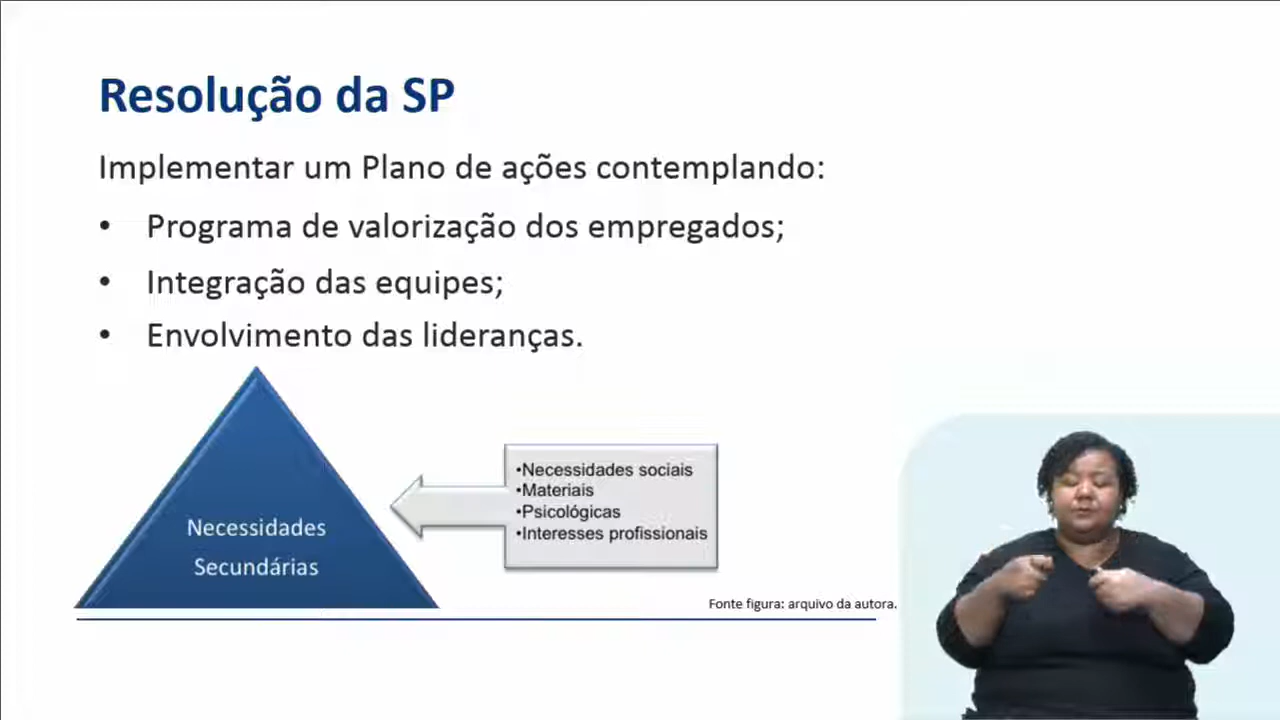 Resolução da SP
Implementar um Plano de ações contemplando:
• Programa de valorização dos empregados;
• Integração das equipes;
• Envolvimento das lideranças.
Necessidades
Secundárias
•Necessidades sociais
•Materiais
•Psicológicas
•Interesses profissionais
Fonte figura: arquivo da autora.